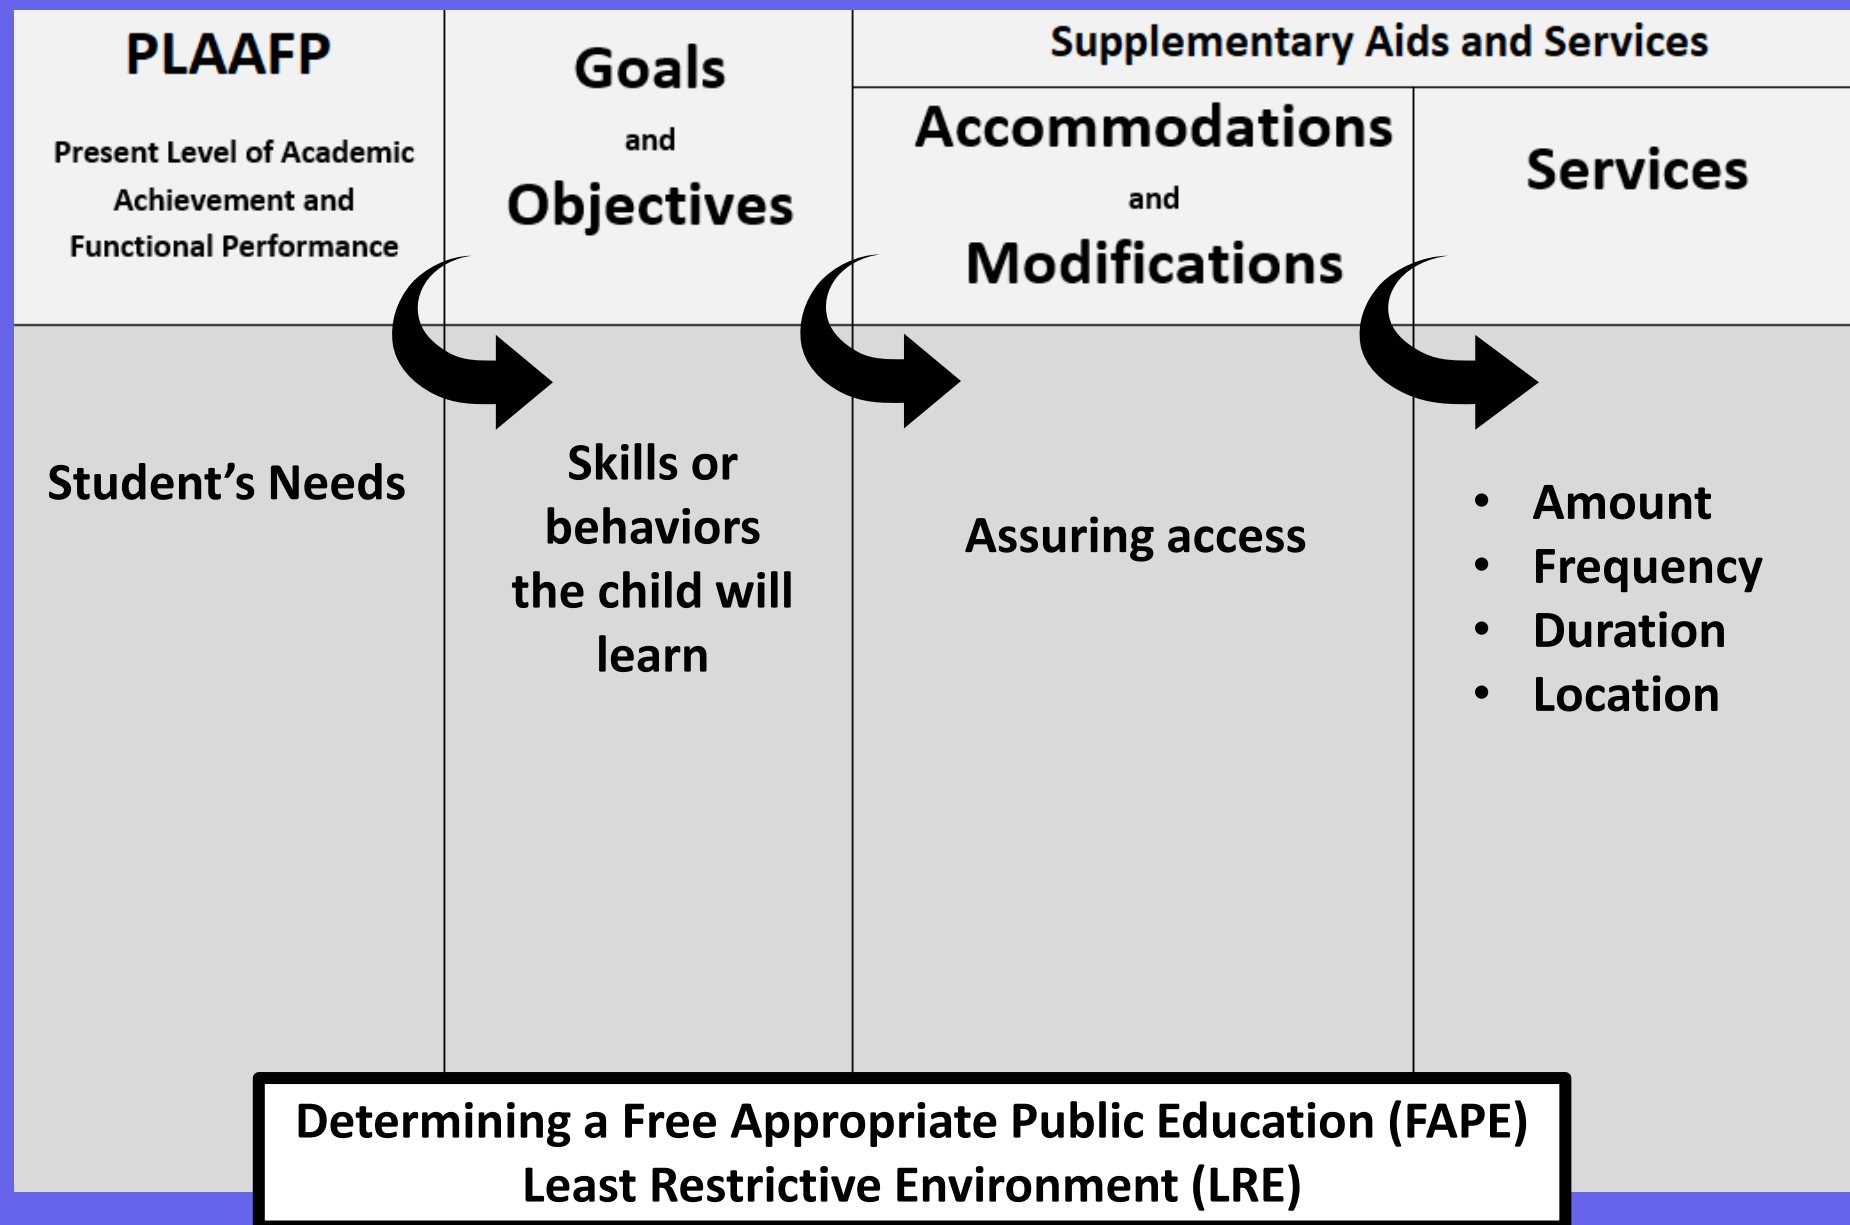 PLAAFP
Present Level of Academic
Achievement and
Functional Performance
Goals
and
Objectives
Supplementary Aids and Services
Accommodations
and
Modifications
Services
Student’s Needs
Skills or
behaviors
the child will
learn
Assuring access
• Amount
• Frequency
• Duration
• Location
Determining a Free Appropriate Public Education (FAPE)
Least Restrictive Environment (LRE)